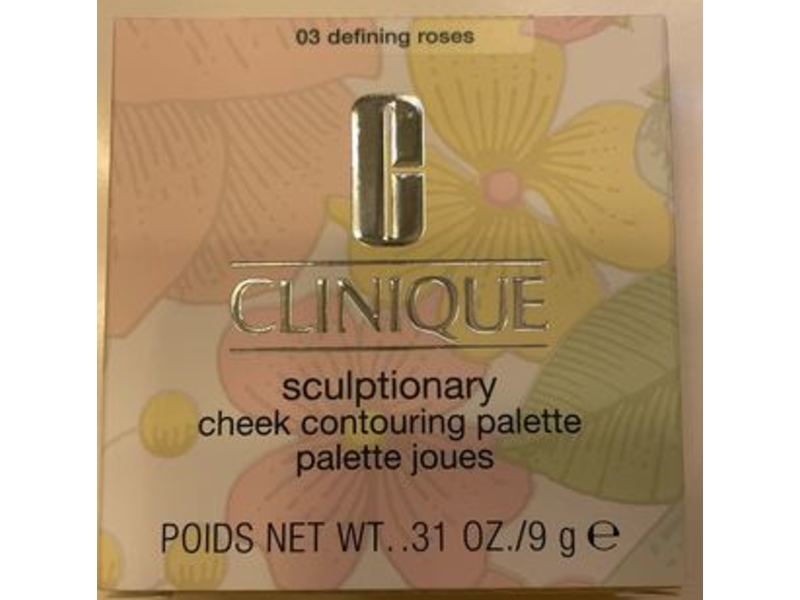 03 defining roses
C
CLINIQUE
sculptionary
cheek contouring palette
palette joues
POIDS NET WT. .31 OZ./9 g ℮